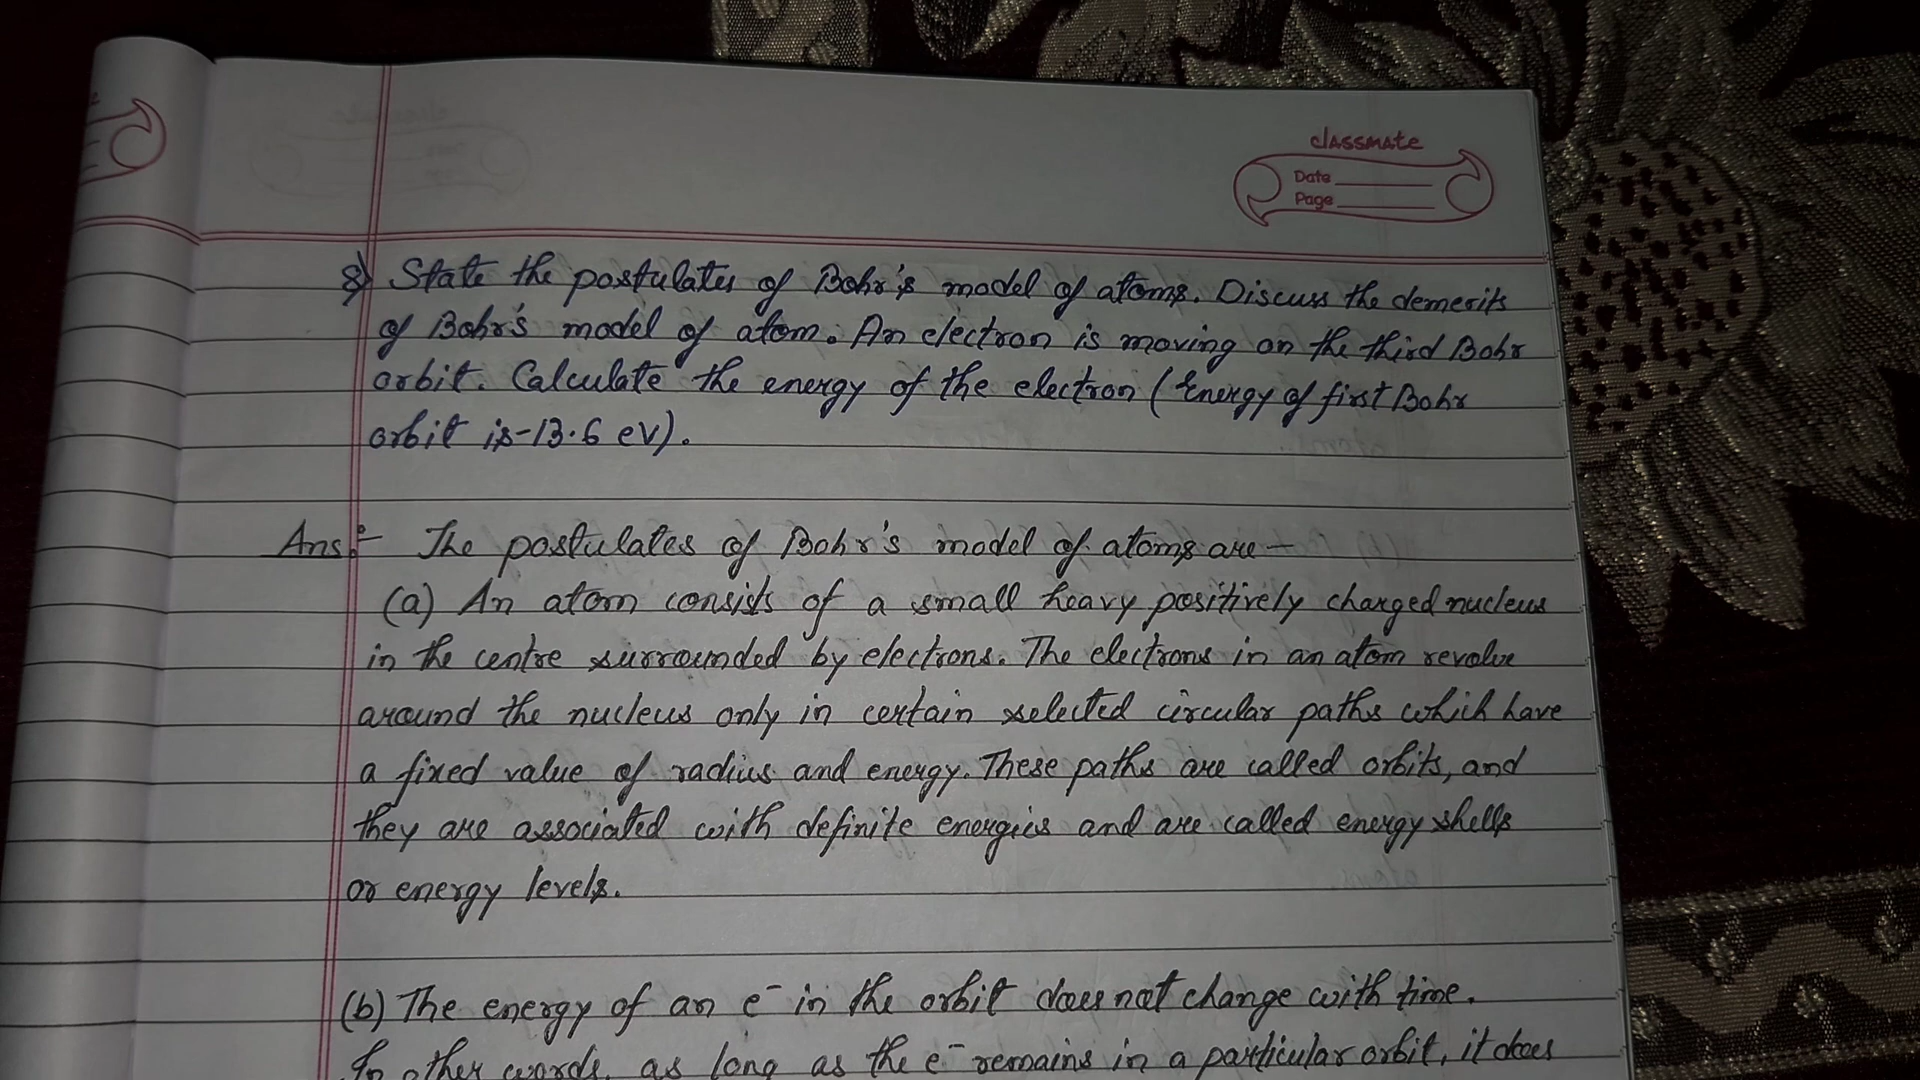 classmate
Date
Page
8) State the postulates of Bohr's model of atoms. Discuss the demerits
of Bohr's model of atom. An electron is moving on the third Bohr
orbit. Calculate the energy of the electron (Energy of first Bohr
orbit is -13.6 eV).
Ans:- The postulates of Bohr's model of atoms are —
(a) An atom consists of a small heavy positively charged nucleus
in the centre surrounded by electrons. The electrons in an atom revolve
around the nucleus only in certain selected circular paths which have
a fixed value of radius and energy. These paths are called orbits, and
they are associated with definite energies and are called energy shells
or energy levels.
(b) The energy of an e⁻ in the orbit does not change with time.
In other words, as long as the e⁻ remains in a particular orbit, it does